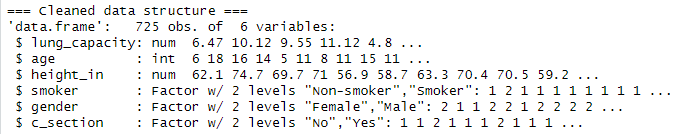 === Cleaned data structure ===
'data.frame':   725 obs. of  6 variables:
 $ lung_capacity: num  6.47 10.12 9.55 11.12 4.8 ...
 $ age          : int  6 18 16 14 5 11 8 11 15 11 ...
 $ height_in    : num  62.1 74.7 69.7 71 56.9 58.7 63.3 70.4 70.5 59.2 ...
 $ smoker       : Factor w/ 2 levels "Non-smoker","Smoker": 1 2 1 1 1 1 1 1 1 1 ...
 $ gender       : Factor w/ 2 levels "Female","Male": 2 1 1 2 2 1 2 2 2 2 ...
 $ c_section    : Factor w/ 2 levels "No","Yes": 1 1 2 1 1 1 2 1 1 1 ...